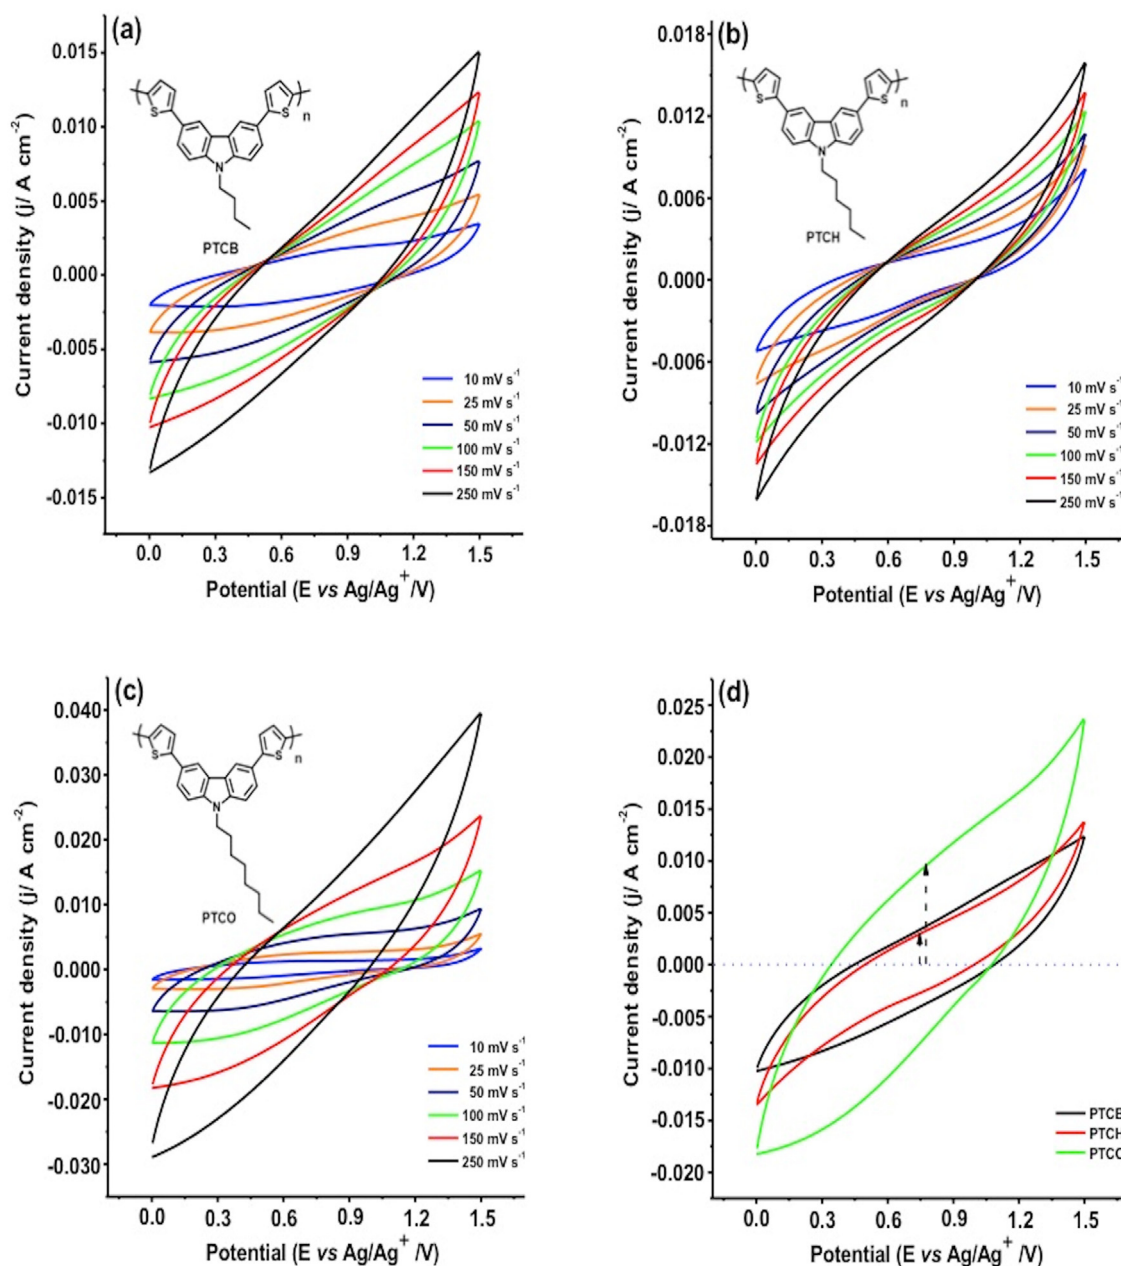 (a)
0.015
0.010
0.005
0.000
-0.005
-0.010
-0.015
Current density (j/ A cm-2)
S
S
n
N
PTCB
10 mV s-1
25 mV s-1
50 mV s-1
100 mV s-1
150 mV s-1
250 mV s-1
0.0 0.3 0.6 0.9 1.2 1.5
Potential (E vs Ag/Ag+/V)
(b)
0.018
0.012
0.006
0.000
-0.006
-0.012
-0.018
Current density (j/ A cm-2)
S
S
n
N
PTCH
10 mV s-1
25 mV s-1
50 mV s-1
100 mV s-1
150 mV s-1
250 mV s-1
0.0 0.3 0.6 0.9 1.2 1.5
Potential (E vs Ag/Ag+/V)
(c)
0.040
0.030
0.020
0.010
0.000
-0.010
-0.020
-0.030
Current density (j/ A cm-2)
S
S
n
N
PTCO
10 mV s-1
25 mV s-1
50 mV s-1
100 mV s-1
150 mV s-1
250 mV s-1
0.0 0.3 0.6 0.9 1.2 1.5
Potential (E vs Ag/Ag+/V)
(d)
0.025
0.020
0.015
0.010
0.005
0.000
-0.005
-0.010
-0.015
-0.020
Current density (j/ A cm-2)
PTCB
PTCH
PTCO
0.0 0.3 0.6 0.9 1.2 1.5
Potential (E vs Ag/Ag+/V)